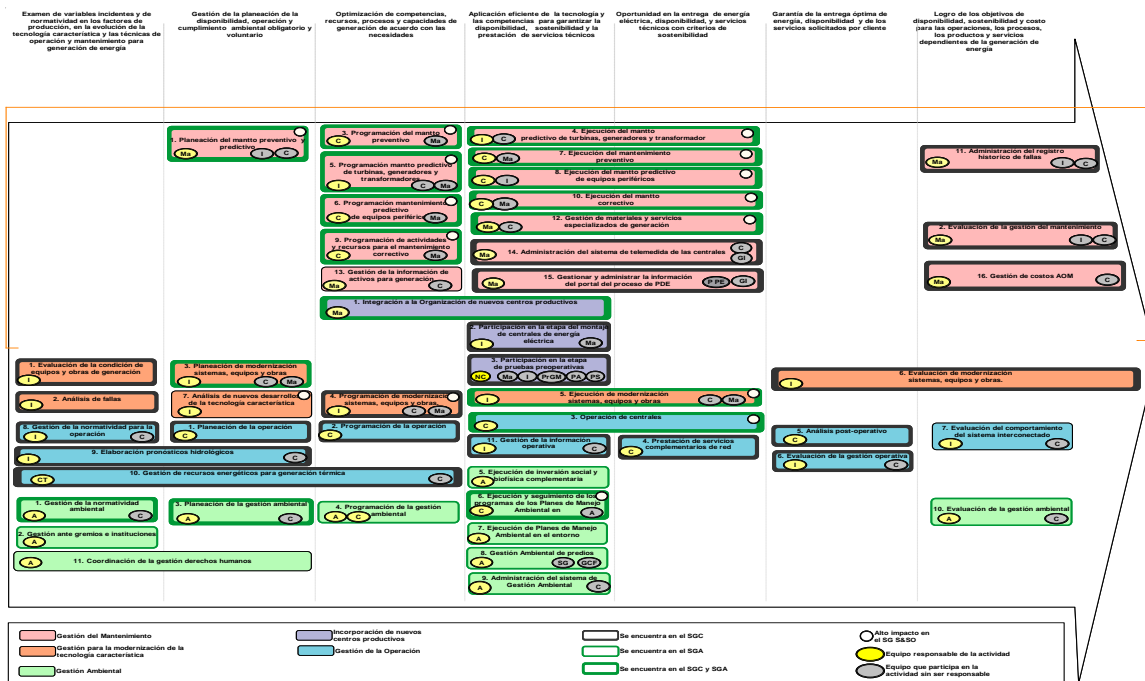 Examen de variables incidentes y de
normatividad en los factores de
producción, en la evolución de la
tecnología característica y las técnicas de
operación y mantenimiento para
generación de energía
Gestión de la planeación de la
disponibilidad, operación y
cumplimiento ambiental obligatorio y
voluntario
Optimización de competencias,
recursos, procesos y capacidades de
generación de acuerdo con las
necesidades
Aplicación eficiente de la tecnología y
las competencias para garantizar la
disponibilidad, sostenibilidad y la
prestación de servicios técnicos
Oportunidad en la entrega de energía
eléctrica, disponibilidad, y servicios
técnicos con criterios de
sostenibilidad
Garantía de la entrega óptima de
energía, disponibilidad y de los
servicios solicitados por cliente
Logro de los objetivos de
disponibilidad, sostenibilidad y costo
para las operaciones, los procesos,
los productos y servicios
dependientes de la generación de
energía
1. Planeación del mantto preventivo y
predictivo
Ma I C
3. Programación del mantto
preventivo
C Ma
4. Ejecución del mantto
predictivo de turbinas, generadores y transformador
I C
7. Ejecución del mantenimiento
preventivo
C Ma
11. Administración del registro
historico de fallas
Ma I C
5. Programación mantto predictivo
de turbinas, generadores y
transformadores
I C Ma
8. Ejecución del mantto predictivo
de equipos periféricos
C I
6. Programación mantenimiento
predictivo
de equipos periféricos
C Ma
10. Ejecución del mantto
correctivo
C Ma
12. Gestión de materiales y servicios
especializados de generación
Ma C
2. Evaluación de la gestión del mantenimiento
Ma I C
9. Programación de actividades
y recursos para el mantenimiento
correctivo
C Ma
14. Administración del sistema de telemedida de las centrales
Ma C GI
13. Gestión de la información de
activos para generación
Ma C
15. Gestionar y administrar la información
del portal del proceso de PDE
Ma P PE GI
16. Gestión de costos AOM
Ma C
1. Integración a la Organización de nuevos centros productivos
Ma
2. Participación en la etapa del montaje
de centrales de energía
eléctrica
I Ma
1. Evaluación de la condición de
equipos y obras de generación
I
3. Planeación de modernización
sistemas, equipos y obras
I C Ma
3. Participación en la etapa
de pruebas preoperativas
NC Ma I PrGM PA PS
6. Evaluación de modernización
sistemas, equipos y obras.
I
2. Análisis de fallas
I
7. Análisis de nuevos desarrollos
de la tecnología característica
I
4. Programación de modernización
sistemas, equipos y obras,
I C Ma
5. Ejecución de modernización
sistemas, equipos y obras
I C Ma
3. Operación de centrales
C
8. Gestión de la normatividad para la
operación
I C
1. Planeación de la operación
C
2. Programación de la operación
C
11. Gestión de la información
operativa
I C
4. Prestación de servicios
complementarios de red
C
5. Análisis post-operativo
C
7. Evaluación del comportamiento
del sistema interconectado
I C
9. Elaboración pronósticos hidrológicos
I C
6. Evaluación de la gestión operativa
I C
10. Gestión de recursos energéticos para generación térmica
CT C
5. Ejecución de inversión social y
biofísica complementaria
A
1. Gestión de la normatividad
ambiental
A C
3. Planeación de la gestión ambiental
A C
4. Programación de la gestión
ambiental
A C
6. Ejecución y seguimiento de los
programas de los Planes de Manejo
Ambiental en
A A
10. Evaluación de la gestión ambiental
A C
2. Gestión ante gremios e instituciones
A
7. Ejecución de Planes de Manejo
Ambiental en el entorno
A
11. Coordinación de la gestión derechos humanos
A
8. Gestión Ambiental de predios
A SG GCF
9. Administración del sistema de
Gestión Ambiental
A C
Gestión del Mantenimiento
Gestión para la modernización de la
tecnología característica
Gestión Ambiental
Incorporación de nuevos
centros productivos
Gestión de la Operación
Se encuentra en el SGC
Se encuentra en el SGA
Se encuentra en el SGC y SGA
Alto impacto en
el SG S&SO
Equipo responsable de la actividad
Equipo que participa en la
actividad sin ser responsable